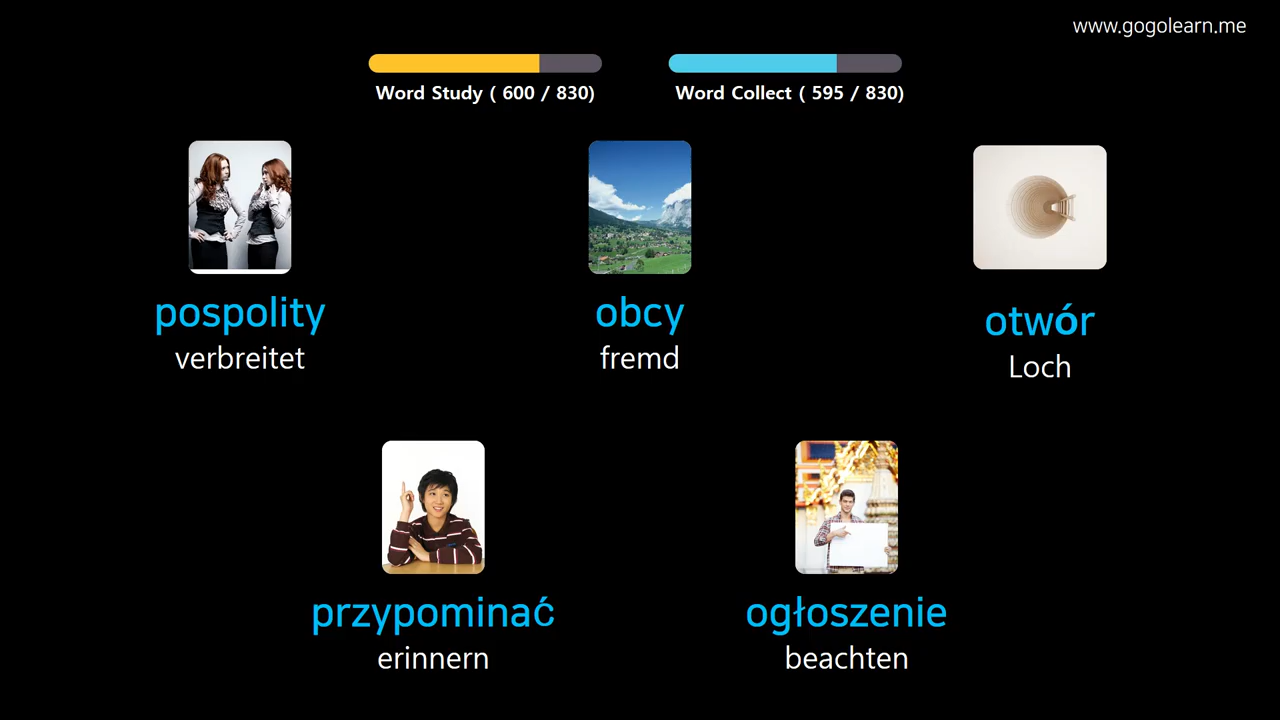 www.gogolearn.me
Word Study ( 600 / 830)
Word Collect ( 595 / 830)
pospolity
verbreitet
obcy
fremd
otwór
Loch
przypominać
erinnern
ogłoszenie
beachten